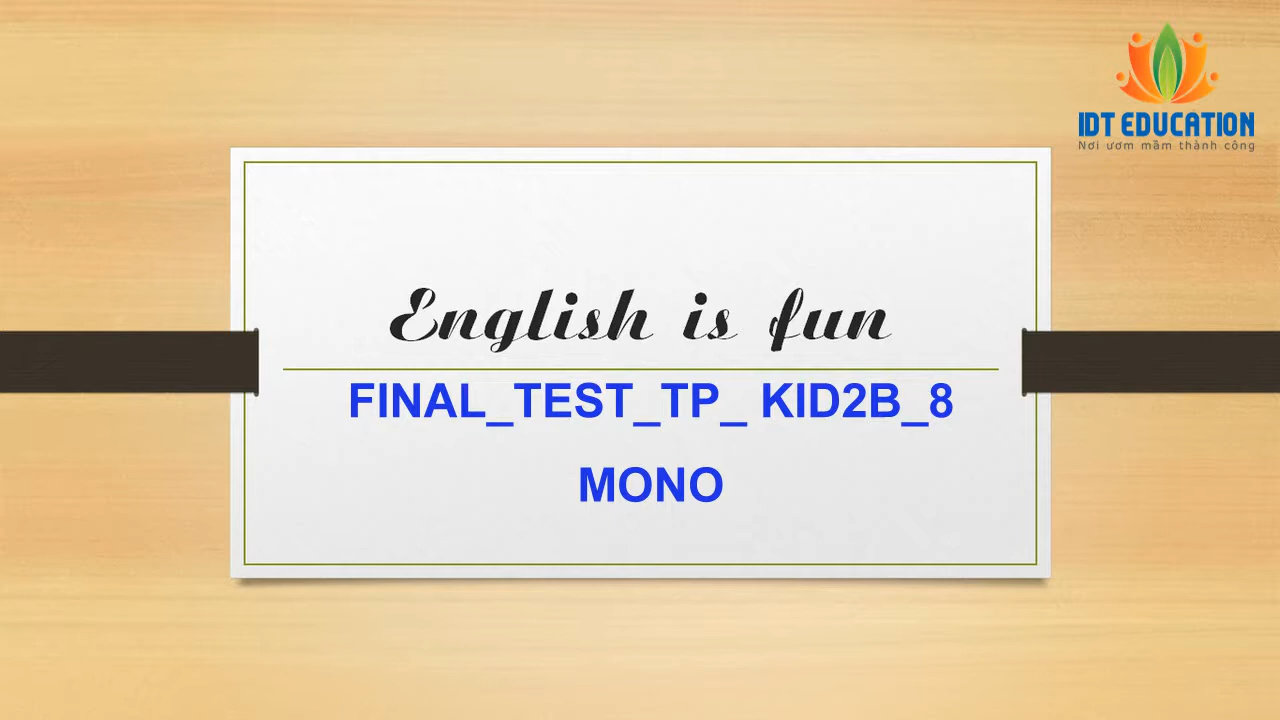 IDT EDUCATION
Nơi ươm mầm thành công
English is fun
FINAL_TEST_TP_ KID2B_8
MONO